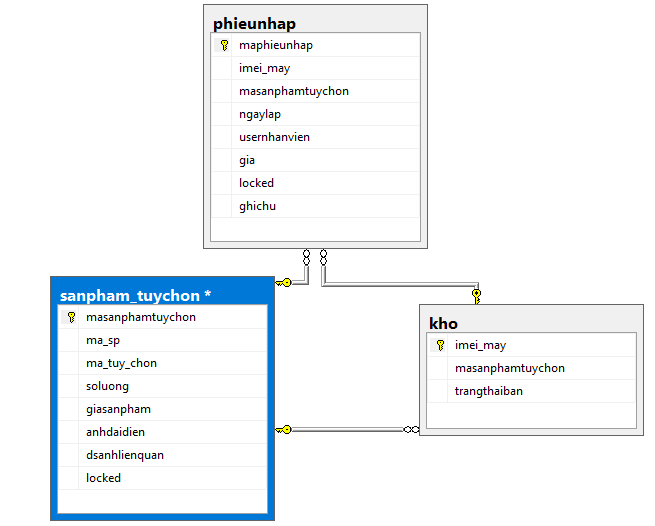 phieunhap
maphieunhap
imei_may
masanphamtuychon
ngaylap
usernhanvien
gia
locked
ghichu
sanpham_tuychon *
masanphamtuychon
ma_sp
ma_tuy_chon
soluong
giasanpham
anhdaidien
dsanhlienquan
locked
kho
imei_may
masanphamtuychon
trangthaiban